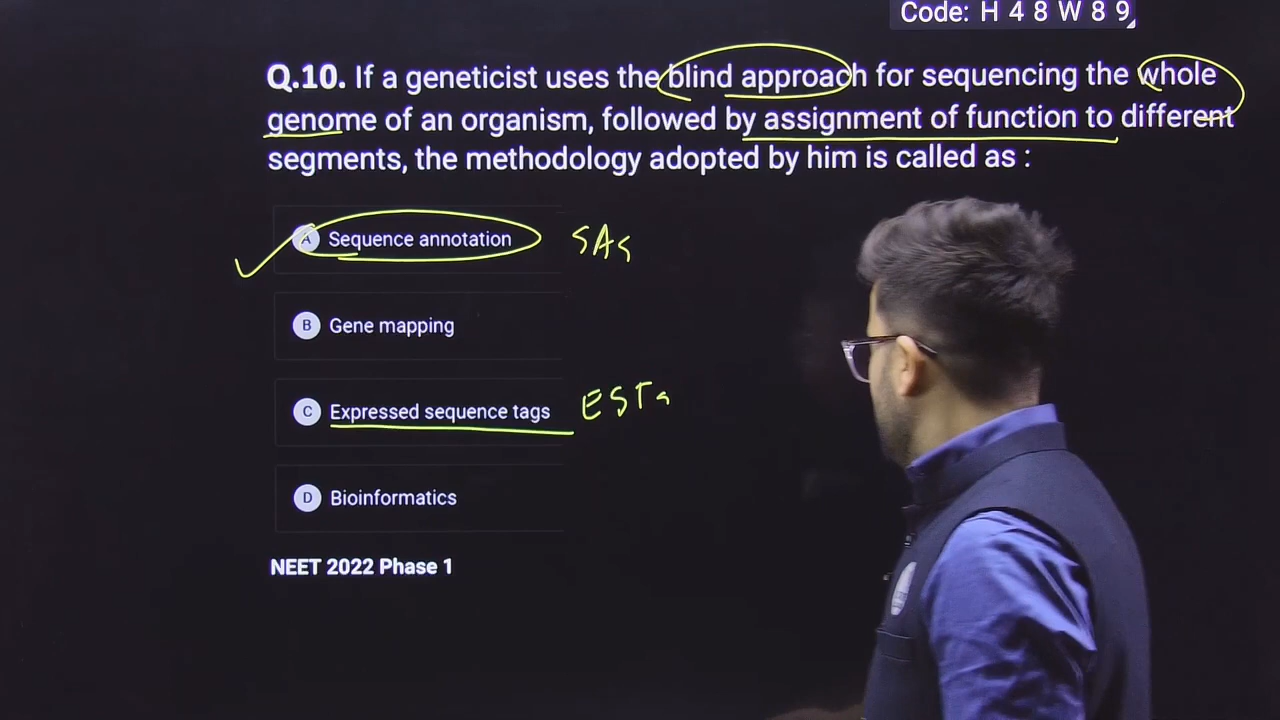 Code: H 4 8 W 8 9
Q.10. If a geneticist uses the blind approach for sequencing the whole
genome of an organism, followed by assignment of function to different
segments, the methodology adopted by him is called as :
A Sequence annotation SAs
B Gene mapping
C Expressed sequence tags ESTs
D Bioinformatics
NEET 2022 Phase 1